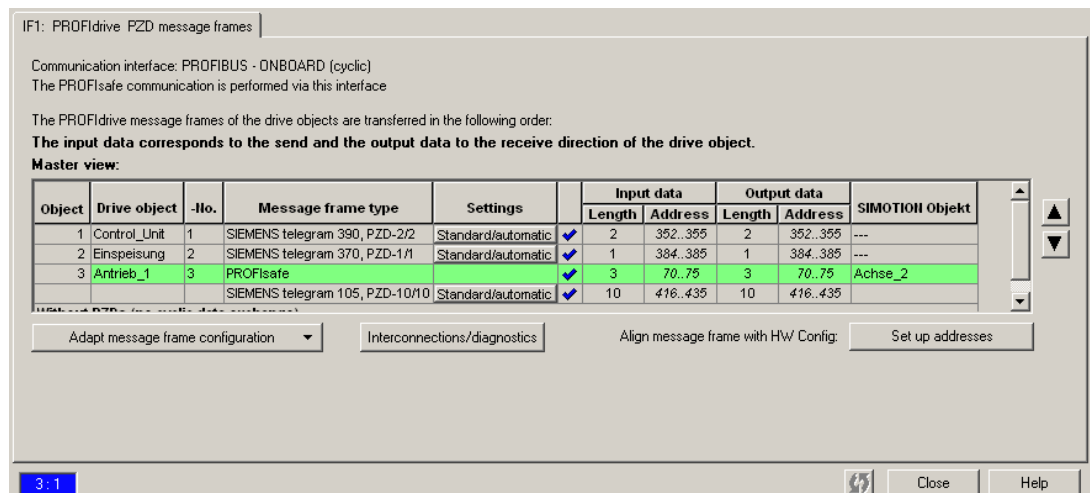 IF1: PROFIdrive PZD message frames
Communication interface: PROFIBUS - ONBOARD (cyclic)
The PROFIsafe communication is performed via this interface
The PROFIdrive message frames of the drive objects are transferred in the following order:
The input data corresponds to the send and the output data to the receive direction of the drive object.
Master view:
Object Drive object -No. Message frame type Settings Input data Output data SIMOTION Objekt
Length Address Length Address
1 Control_Unit 1 SIEMENS telegram 390, PZD-2/2 Standard/automatic 2 352..355 2 352..355 ---
2 Einspeisung 2 SIEMENS telegram 370, PZD-1/1 Standard/automatic 1 384..385 1 384..385 ---
3 Antrieb_1 3 PROFIsafe 3 70..75 3 70..75 Achse_2
SIEMENS telegram 105, PZD-10/10 Standard/automatic 10 416..435 10 416..435
Without PZDs (no cyclic data exchange)
Adapt message frame configuration Interconnections/diagnostics Align message frame with HW Config: Set up addresses
3:1 Close Help